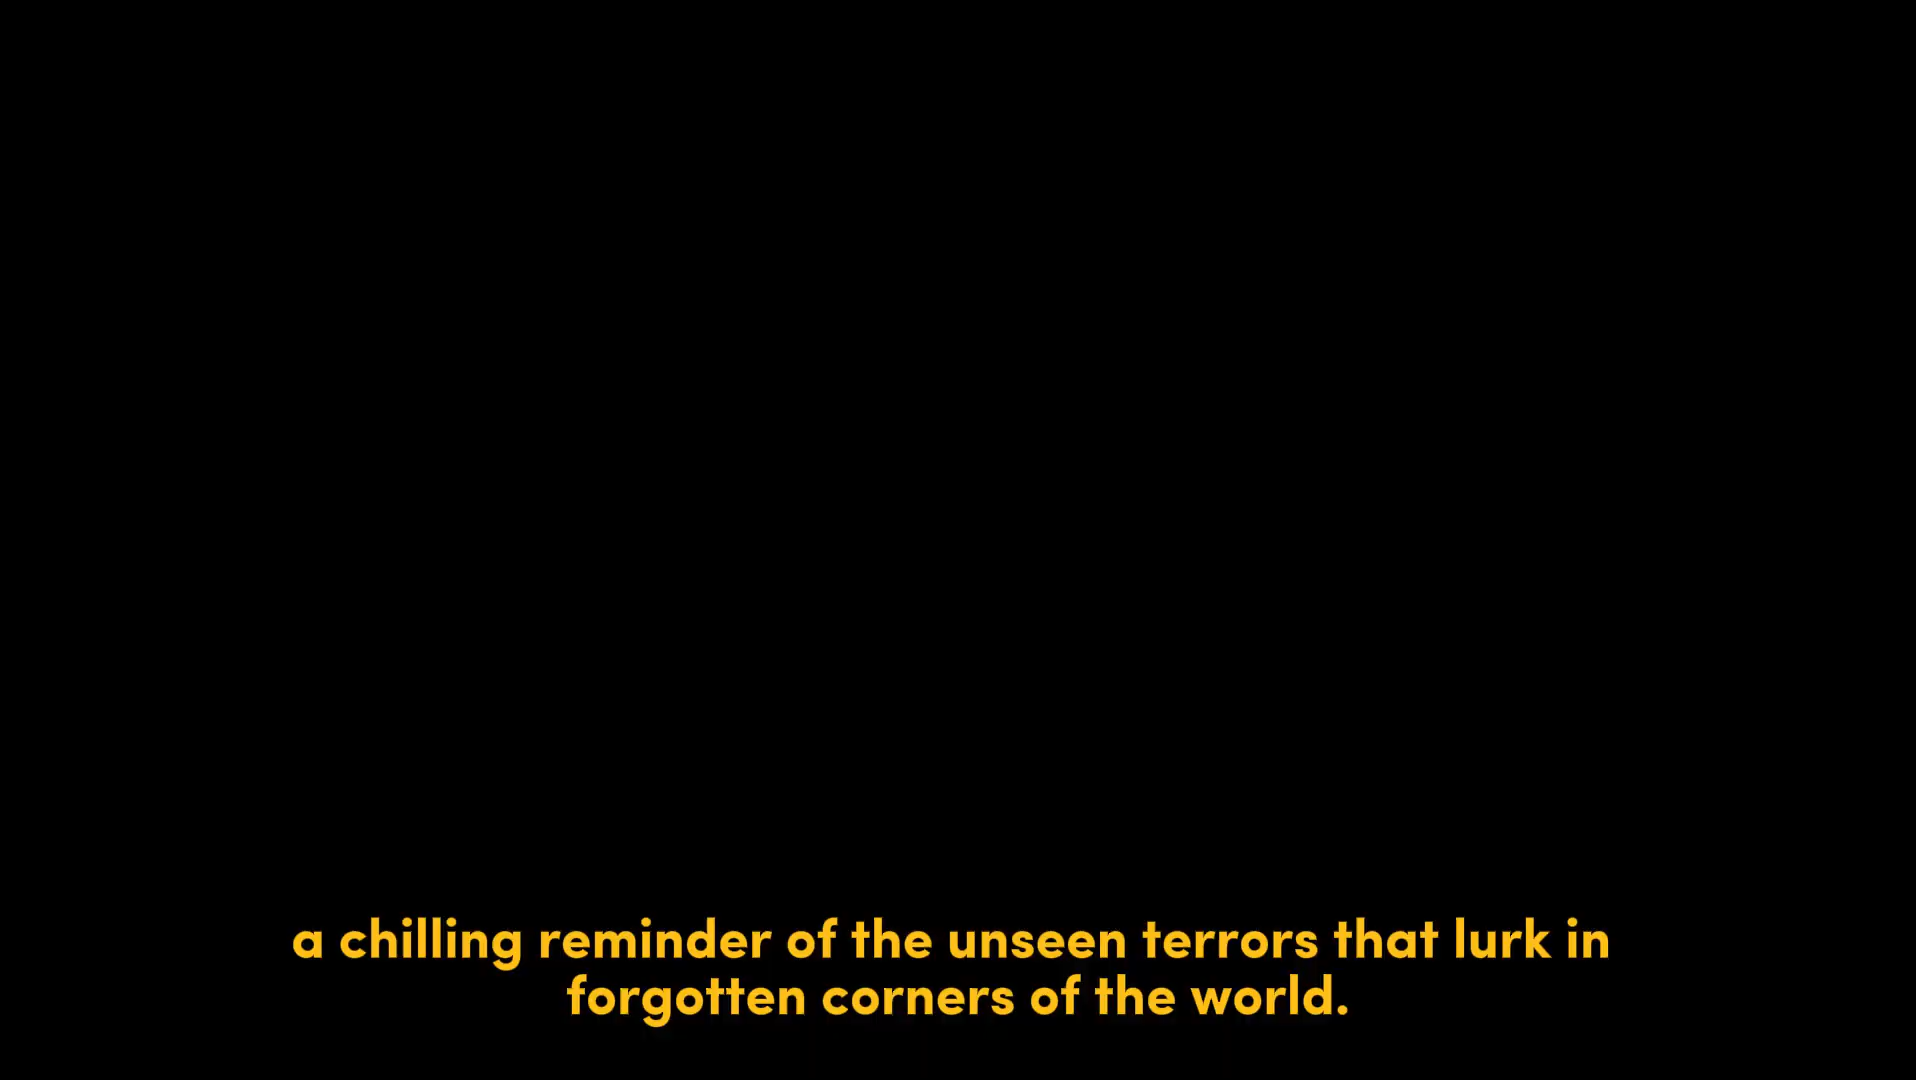 a chilling reminder of the unseen terrors that lurk in
forgotten corners of the world.